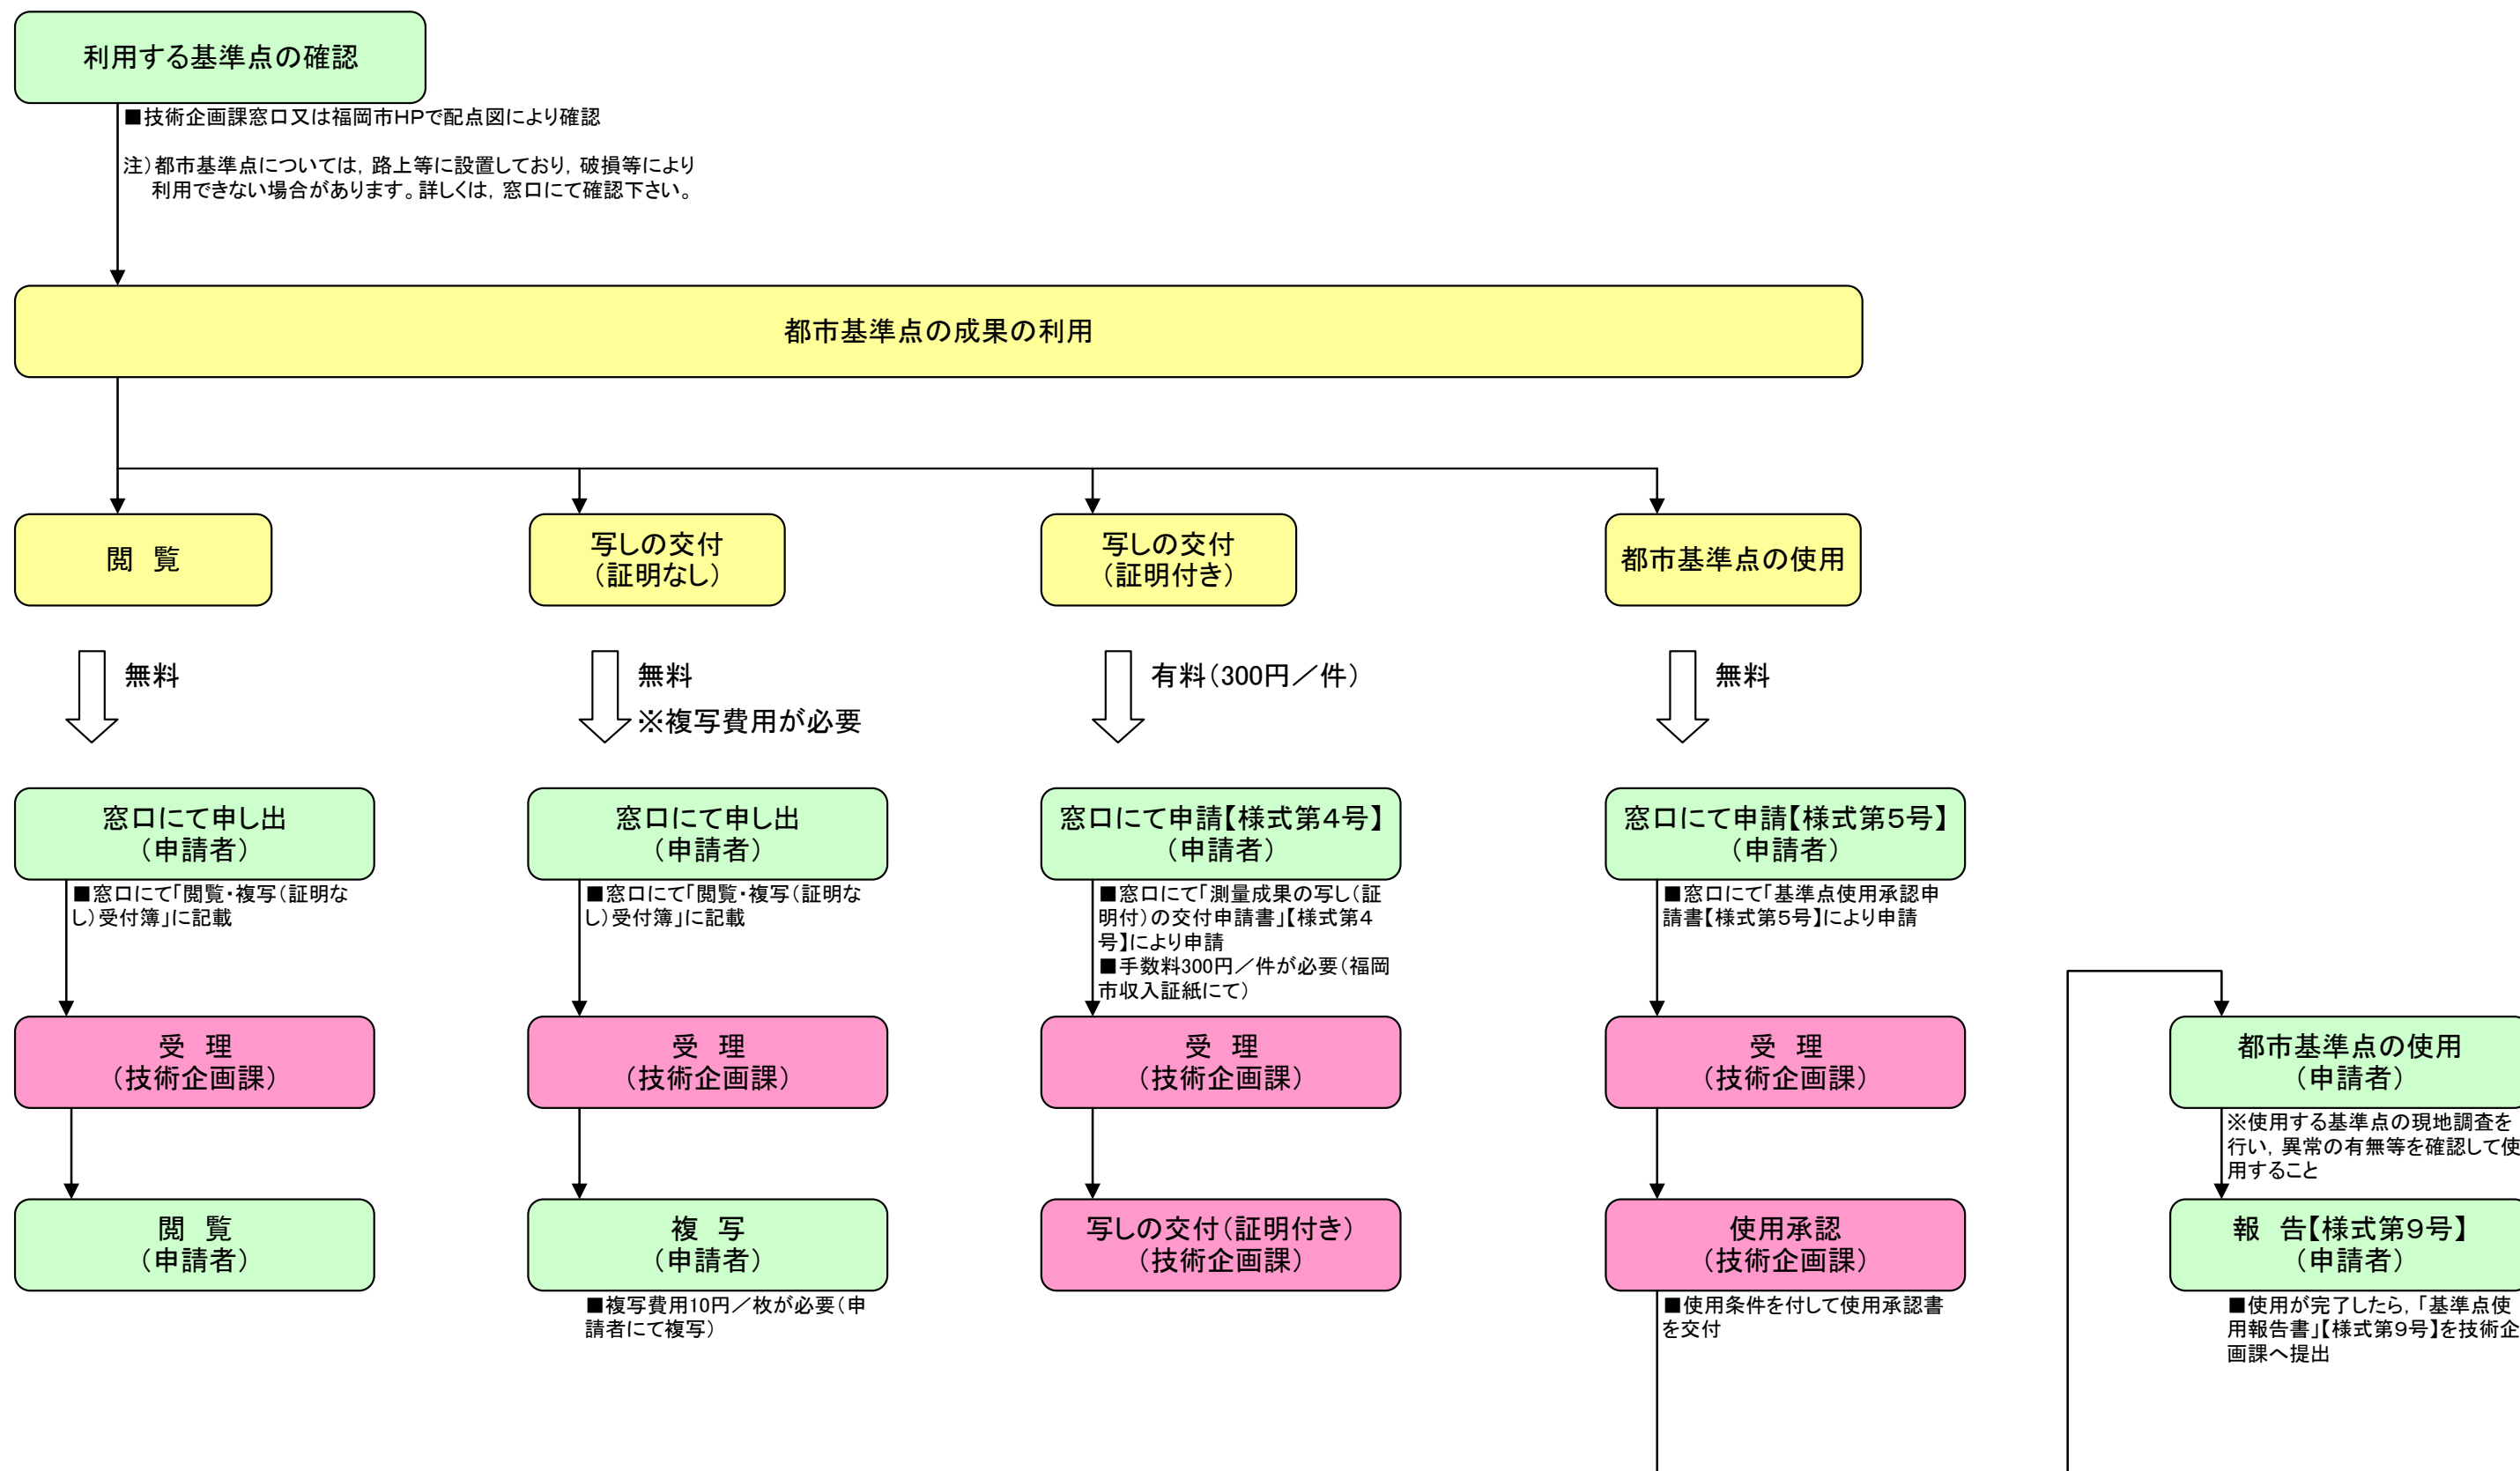 利用する基準点の確認
■技術企画課窓口又は福岡市HPで配点図により確認
注）都市基準点については，路上等に設置しており，破損等により
利用できない場合があります。詳しくは，窓口にて確認下さい。
都市基準点の成果の利用
閲　覧
写しの交付
（証明なし）
写しの交付
（証明付き）
都市基準点の使用
無料
無料
※複写費用が必要
有料（300円／件）
無料
窓口にて申し出
（申請者）
■窓口にて「閲覧・複写（証明な
し）受付簿」に記載
受　理
（技術企画課）
閲　覧
（申請者）
窓口にて申し出
（申請者）
■窓口にて「閲覧・複写（証明な
し）受付簿」に記載
受　理
（技術企画課）
複　写
（申請者）
■複写費用10円／枚が必要（申
請者にて複写）
窓口にて申請【様式第４号】
（申請者）
■窓口にて「測量成果の写し（証
明付）の交付申請書」【様式第４
号】により申請
■手数料300円／件が必要（福岡
市収入証紙にて）
受　理
（技術企画課）
写しの交付（証明付き）
（技術企画課）
窓口にて申請【様式第５号】
（申請者）
■窓口にて「基準点使用承認申
請書【様式第５号】により申請
受　理
（技術企画課）
使用承認
（技術企画課）
■使用条件を付して使用承認書
を交付
都市基準点の使用
（申請者）
※使用する基準点の現地調査を
行い，異常の有無等を確認して使
用すること
報　告【様式第９号】
（申請者）
■使用が完了したら，「基準点使
用報告書」【様式第９号】を技術企
画課へ提出